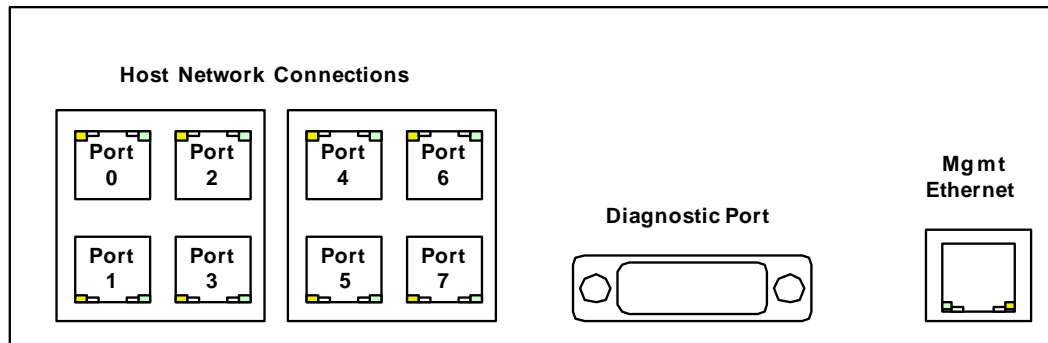 Host Network Connections
Port 0
Port 2
Port 4
Port 6
Port 1
Port 3
Port 5
Port 7
Diagnostic Port
Mgmt
Ethernet